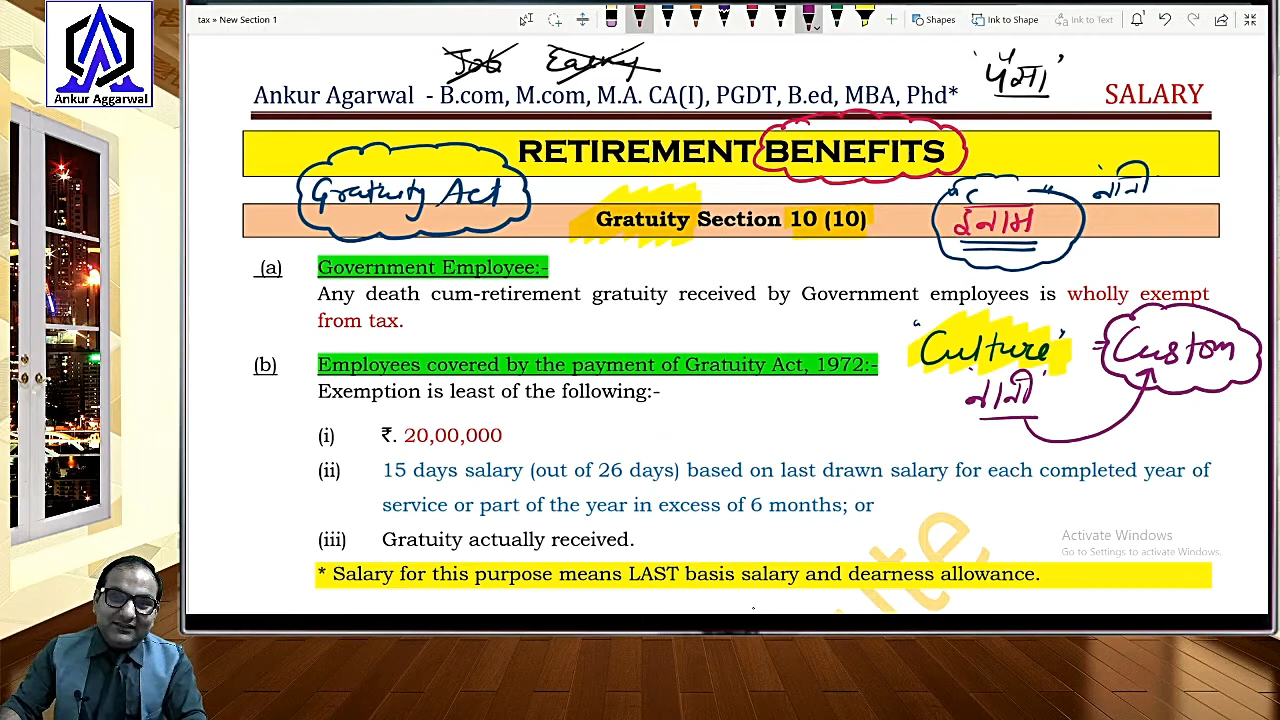 tax » New Section 1
Shapes
Ink to Shape
Ink to Text
Ankur Aggarwal
Job
'पैसा'
Ankur Agarwal - B.com, M.com, M.A. CA(I), PGDT, B.ed, MBA, Phd*
SALARY
RETIREMENT BENEFITS
Gratuity Act
नानी
Gratuity Section 10 (10)
इनाम
(a) Government Employee:-
Any death cum-retirement gratuity received by Government employees is wholly exempt
from tax.
"Culture" = Custom
(b) Employees covered by the payment of Gratuity Act, 1972:-
'नानी'
Exemption is least of the following:-
(i) ₹. 20,00,000
(ii) 15 days salary (out of 26 days) based on last drawn salary for each completed year of
service or part of the year in excess of 6 months; or
(iii) Gratuity actually received.
Activate Windows
Go to Settings to activate Windows.
* Salary for this purpose means LAST basis salary and dearness allowance.